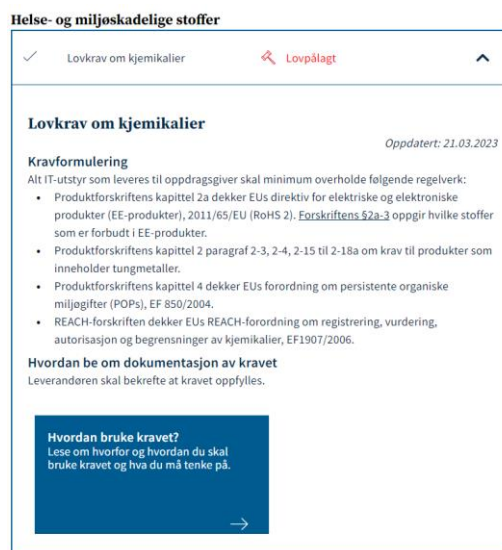 Helse- og miljøskadelige stoffer
Lovkrav om kjemikalier
Lovpålagt
Lovkrav om kjemikalier
Oppdatert: 21.03.2023
Kravformulering
Alt IT-utstyr som leveres til oppdragsgiver skal minimum overholde følgende regelverk:
• Produktforskriftens kapittel 2a dekker EUs direktiv for elektriske og elektroniske
produkter (EE-produkter), 2011/65/EU (RoHS 2). Forskriftens §2a-3 oppgir hvilke stoffer
som er forbudt i EE-produkter.
• Produktforskriftens kapittel 2 paragraf 2-3, 2-4, 2-15 til 2-18a om krav til produkter som
inneholder tungmetaller.
• Produktforskriftens kapittel 4 dekker EUs forordning om persistente organiske
miljøgifter (POPs), EF 850/2004.
• REACH-forskriften dekker EUs REACH-forordning om registrering, vurdering,
autorisasjon og begrensninger av kjemikalier, EF1907/2006.
Hvordan be om dokumentasjon av kravet
Leverandøren skal bekrefte at kravet oppfylles.
Hvordan bruke kravet?
Lese om hvorfor og hvordan du skal
bruke kravet og hva du må tenke på.